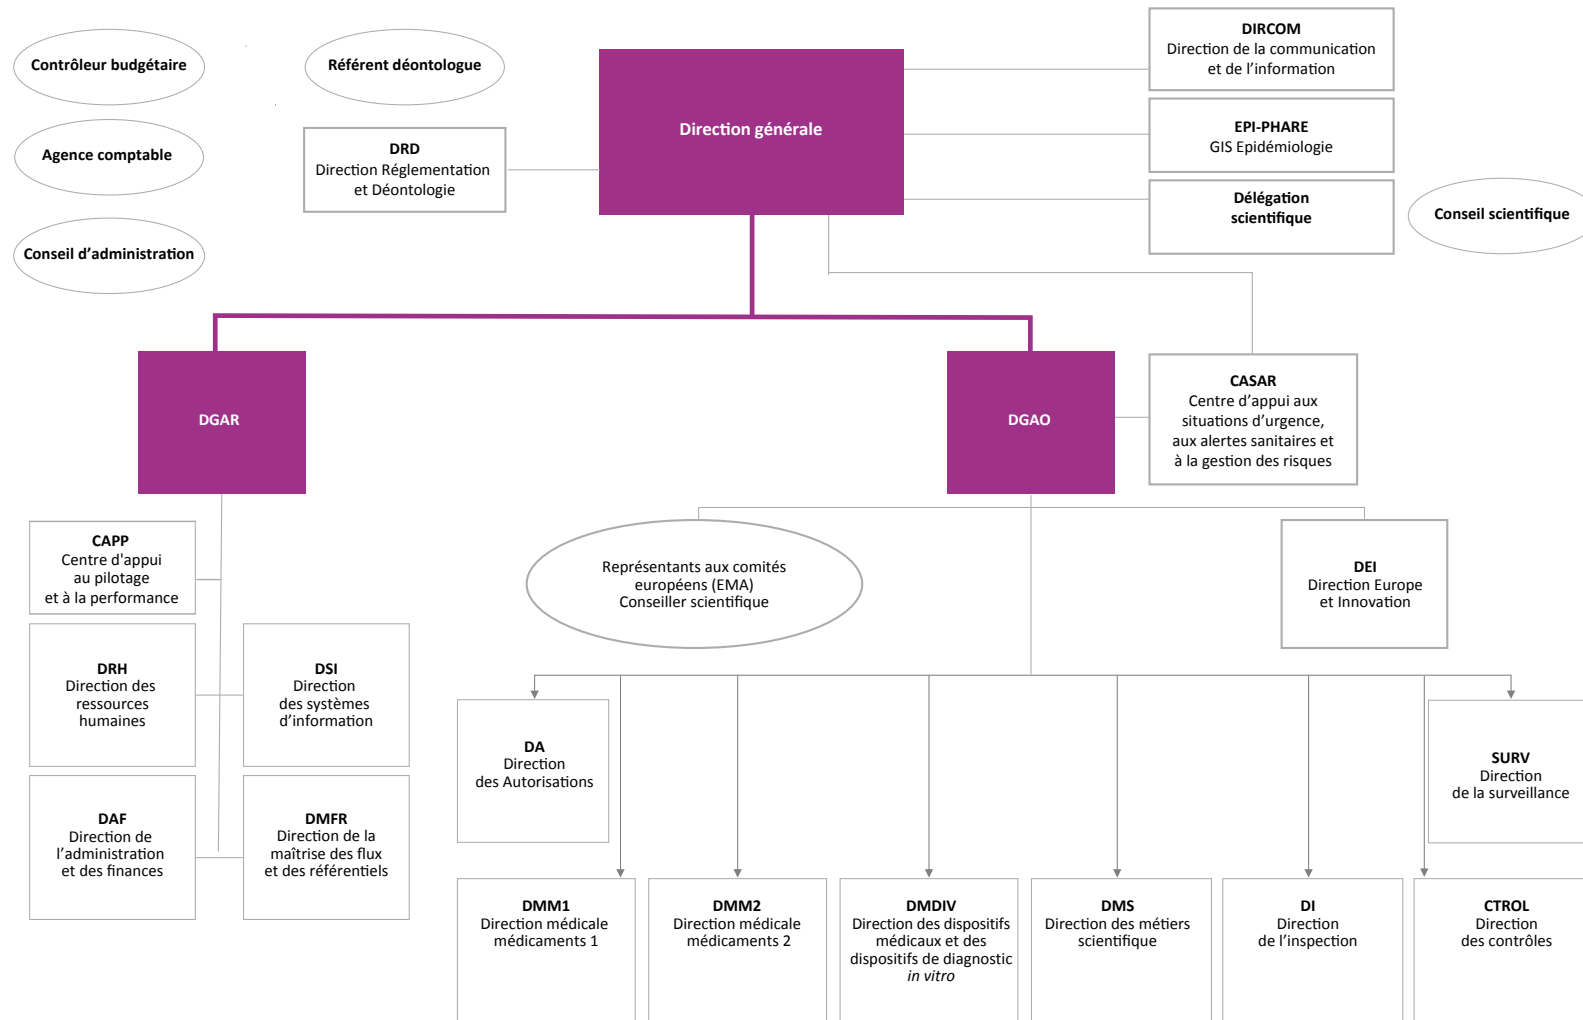 Contrôleur budgétaire
Agence comptable
Conseil d’administration
Référent déontologue
DRD
Direction Réglementation
et Déontologie
Direction générale
DIRCOM
Direction de la communication
et de l’information
EPI-PHARE
GIS Epidémiologie
Délégation
scientifique
Conseil scientifique
DGAR
DGAO
CASAR
Centre d’appui aux
situations d’urgence,
aux alertes sanitaires et
à la gestion des risques
CAPP
Centre d'appui
au pilotage
et à la performance
DRH
Direction des
ressources
humaines
DSI
Direction
des systèmes
d’information
DAF
Direction de
l’administration
et des finances
DMFR
Direction de la
maîtrise des flux
et des référentiels
Représentants aux comités
européens (EMA)
Conseiller scientifique
DEI
Direction Europe
et Innovation
DA
Direction
des Autorisations
SURV
Direction
de la surveillance
DMM1
Direction médicale
médicaments 1
DMM2
Direction médicale
médicaments 2
DMDIV
Direction des dispositifs
médicaux et des
dispositifs de diagnostic
in vitro
DMS
Direction des métiers
scientifique
DI
Direction
de l’inspection
CTROL
Direction
des contrôles